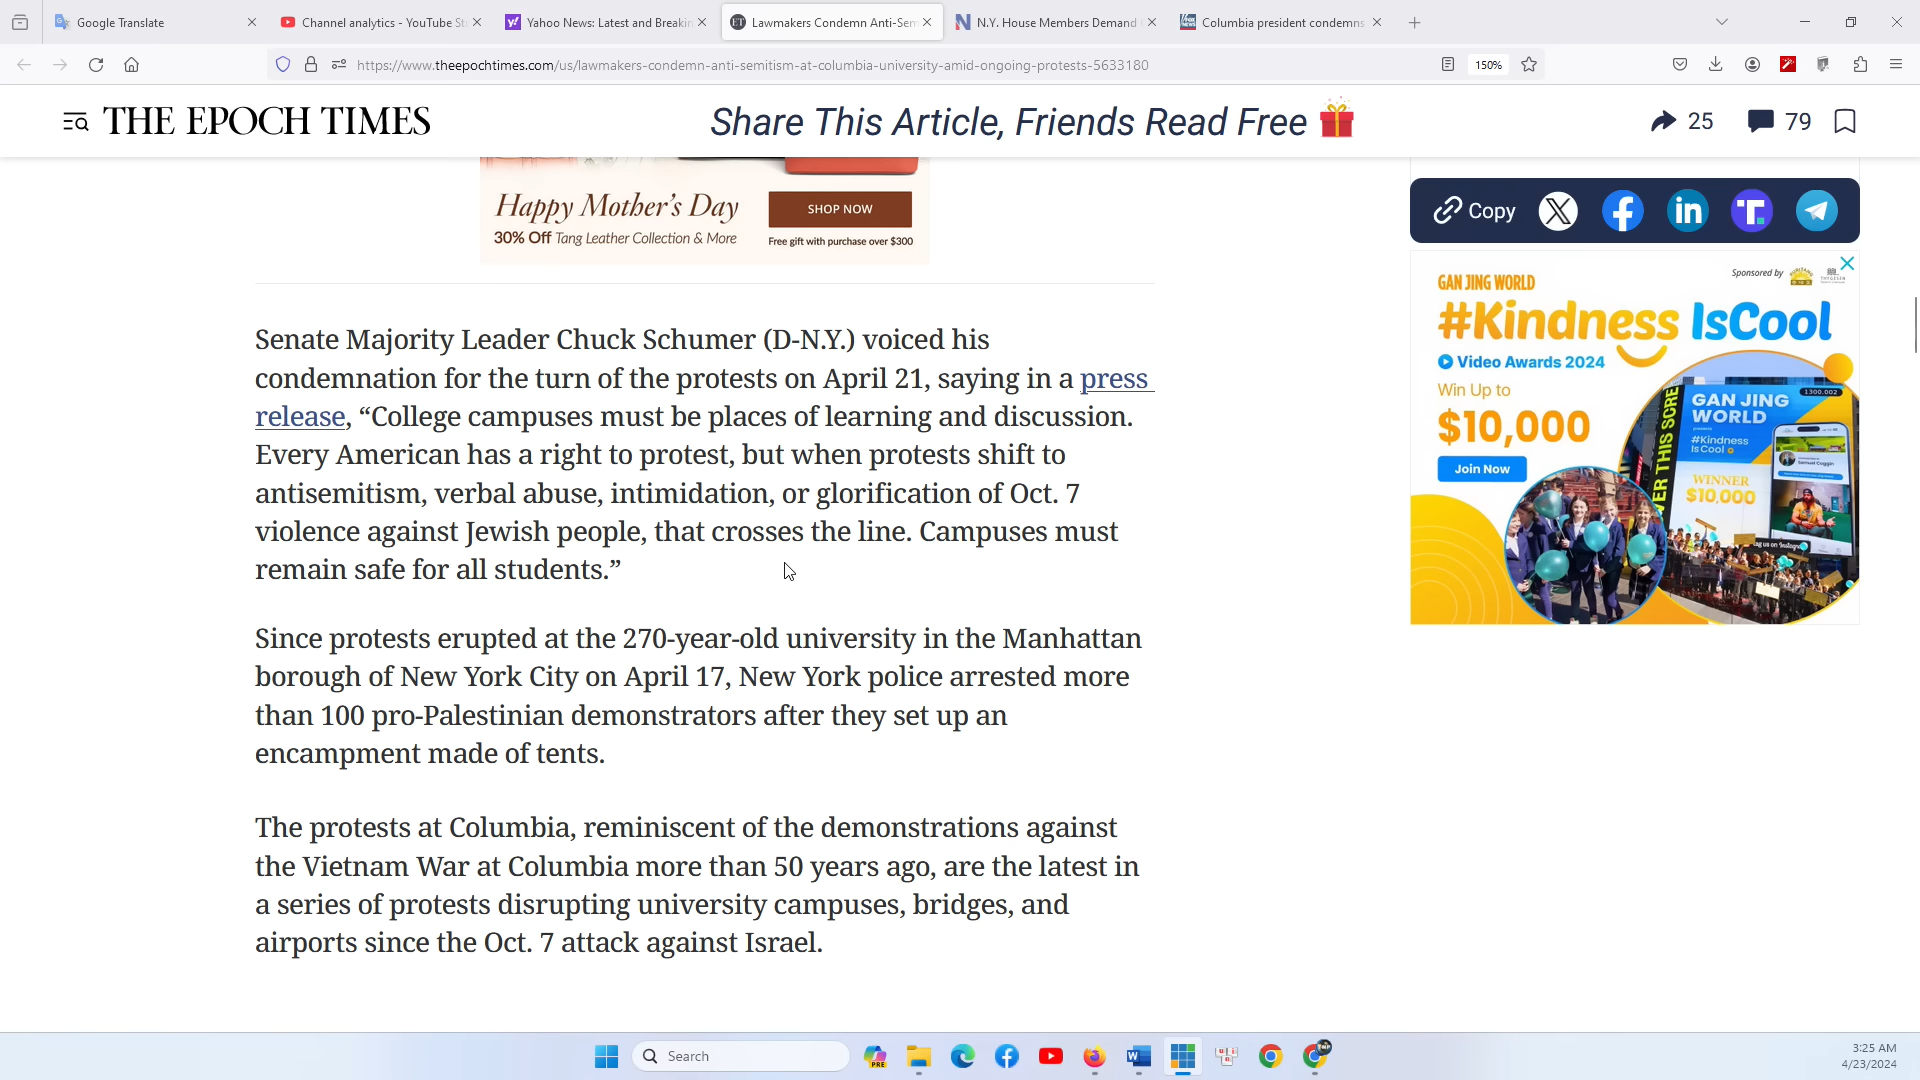 Google Translate
Channel analytics - YouTube St
Yahoo News: Latest and Breakin
Lawmakers Condemn Anti-Sem
N.Y. House Members Demand
Columbia president condemns
https://www.theepochtimes.com/us/lawmakers-condemn-anti-semitism-at-columbia-university-amid-ongoing-protests-5633180
150%
THE EPOCH TIMES
Share This Article, Friends Read Free
25
79
Happy Mother's Day
SHOP NOW
30% Off Tang Leather Collection & More
Free gift with purchase over $300
Copy
Senate Majority Leader Chuck Schumer (D-N.Y.) voiced his
condemnation for the turn of the protests on April 21, saying in a press
release, “College campuses must be places of learning and discussion.
Every American has a right to protest, but when protests shift to
antisemitism, verbal abuse, intimidation, or glorification of Oct. 7
violence against Jewish people, that crosses the line. Campuses must
remain safe for all students.”
Since protests erupted at the 270-year-old university in the Manhattan
borough of New York City on April 17, New York police arrested more
than 100 pro-Palestinian demonstrators after they set up an
encampment made of tents.
The protests at Columbia, reminiscent of the demonstrations against
the Vietnam War at Columbia more than 50 years ago, are the latest in
a series of protests disrupting university campuses, bridges, and
airports since the Oct. 7 attack against Israel.
Sponsored by
GAN JING WORLD
#Kindness IsCool
Video Awards 2024
Win Up to
$10,000
Join Now
1300.002
GAN JING
WORLD
#Kindness
IsCool
WINNER
$10,000
Search
3:25 AM
4/23/2024